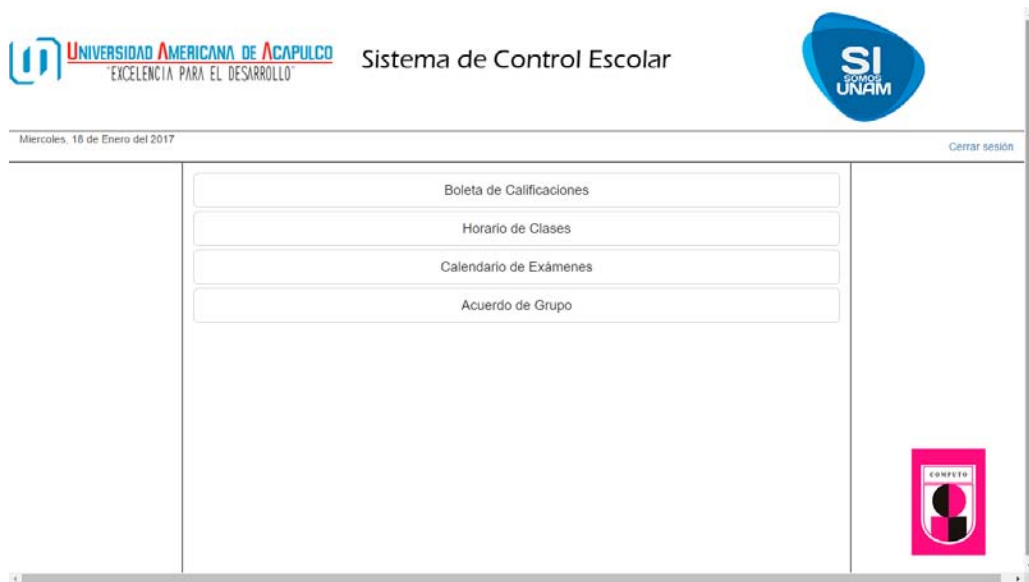 UNIVERSIDAD AMERICANA DE ACAPULCO
"EXCELENCIA PARA EL DESARROLLO"
Sistema de Control Escolar
SI
SOMOS
UNAM
Miercoles, 18 de Enero del 2017
Cerrar sesión
Boleta de Calificaciones
Horario de Clases
Calendario de Exámenes
Acuerdo de Grupo
COMPUTO